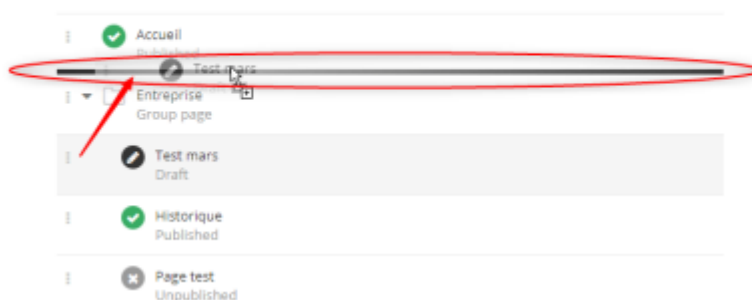 Accueil
Published
Test mars
Entreprise
Group page
Test mars
Draft
Historique
Published
Page test
Unpublished